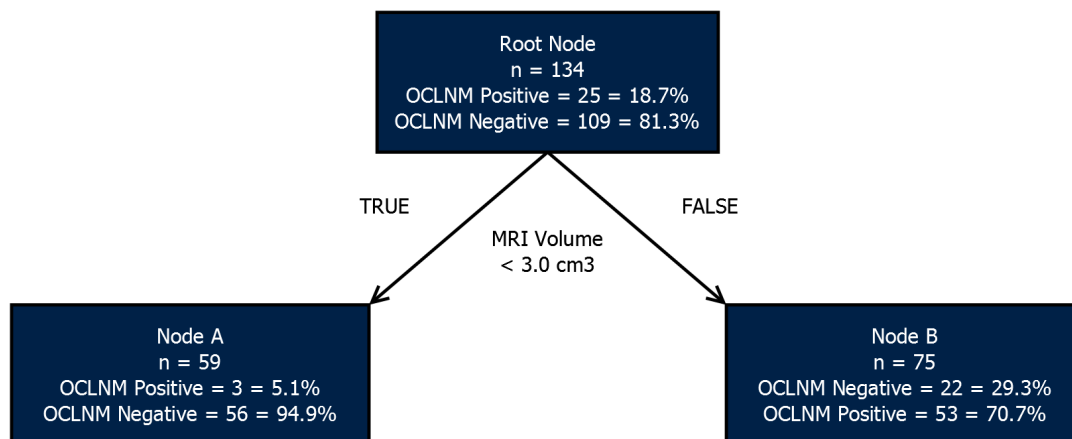 Root Node
n = 134
OCLNM Positive = 25 = 18.7%
OCLNM Negative = 109 = 81.3%
TRUE
FALSE
MRI Volume
< 3.0 cm3
Node A
n = 59
OCLNM Positive = 3 = 5.1%
OCLNM Negative = 56 = 94.9%
Node B
n = 75
OCLNM Negative = 22 = 29.3%
OCLNM Positive = 53 = 70.7%